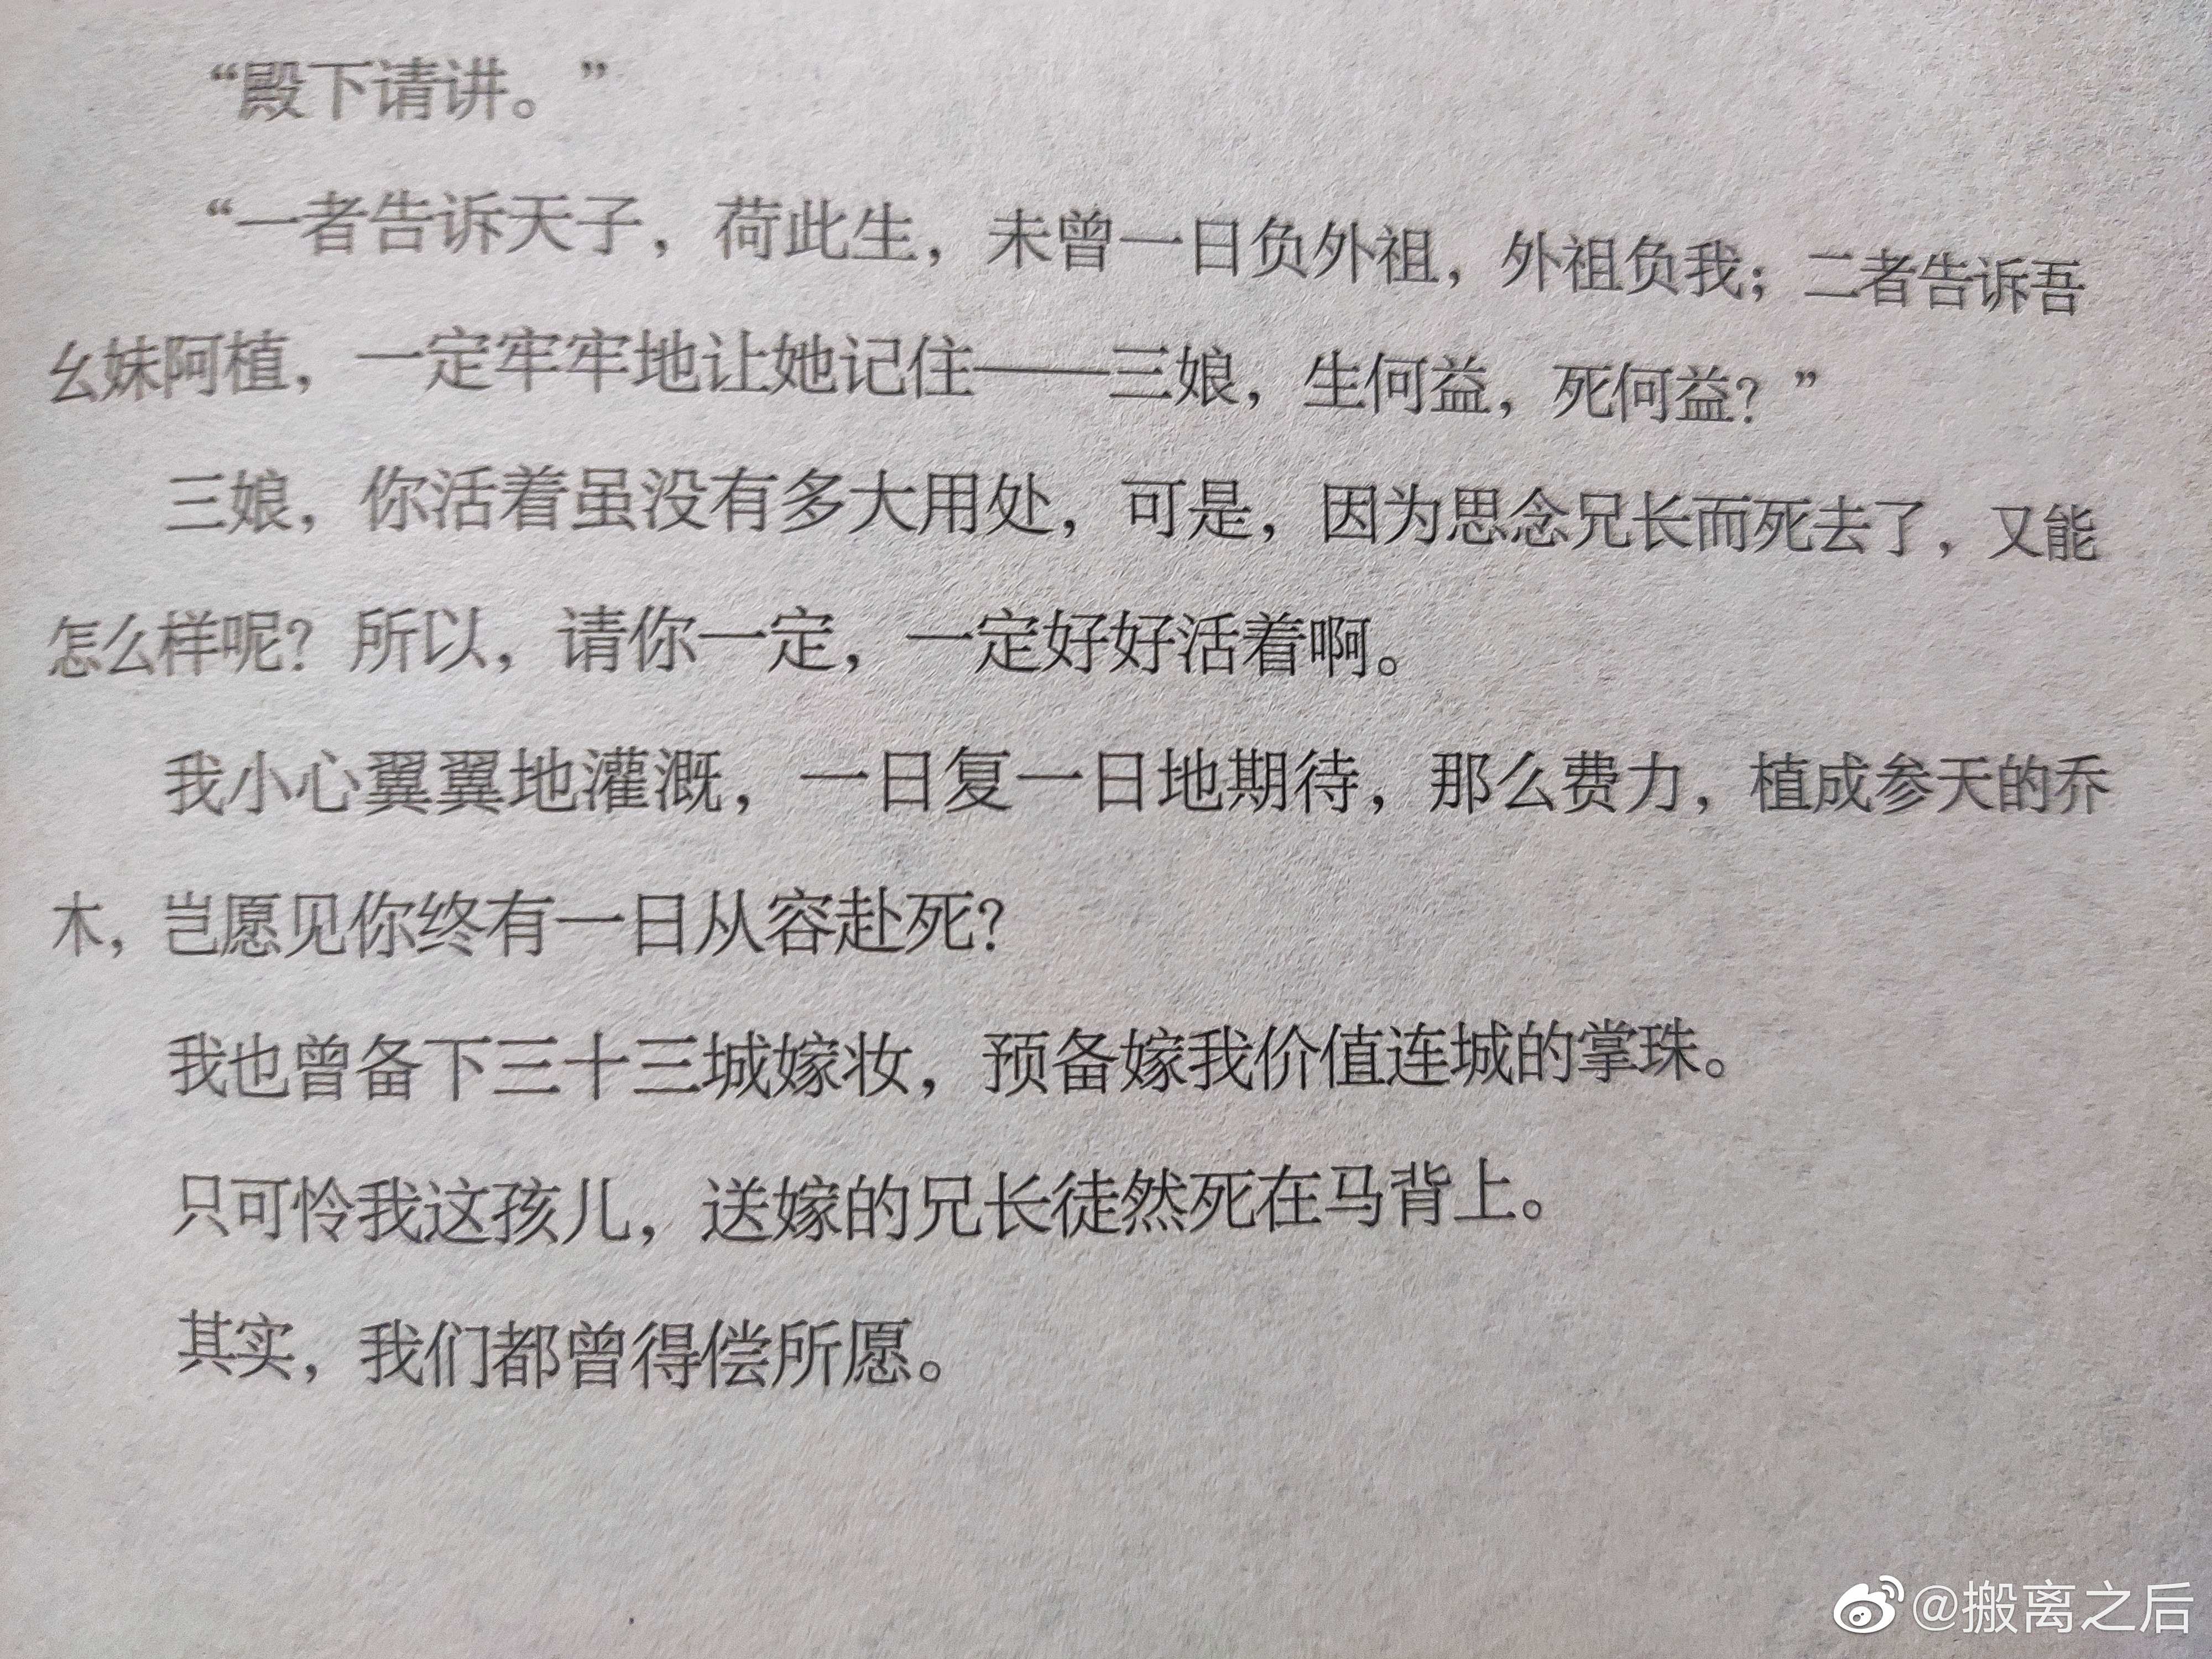 “殿下请讲。”
“一者告诉天子，荷此生，未曾一日负外祖，外祖负我；二者告诉吾
幺妹阿植，一定牢牢地让她记住——三娘，生何益，死何益？”
三娘，你活着虽没有多大用处，可是，因为思念兄长而死去了，又能
怎么样呢？所以，请你一定，一定好好活着啊。
我小心翼翼地灌溉，一日复一日地期待，那么费力，植成参天的乔
木，岂愿见你终有一日从容赴死？
我也曾备下三十三城嫁妆，预备嫁我价值连城的掌珠。
只可怜我这孩儿，送嫁的兄长徒然死在马背上。
其实，我们都曾得偿所愿。
@搬离之后